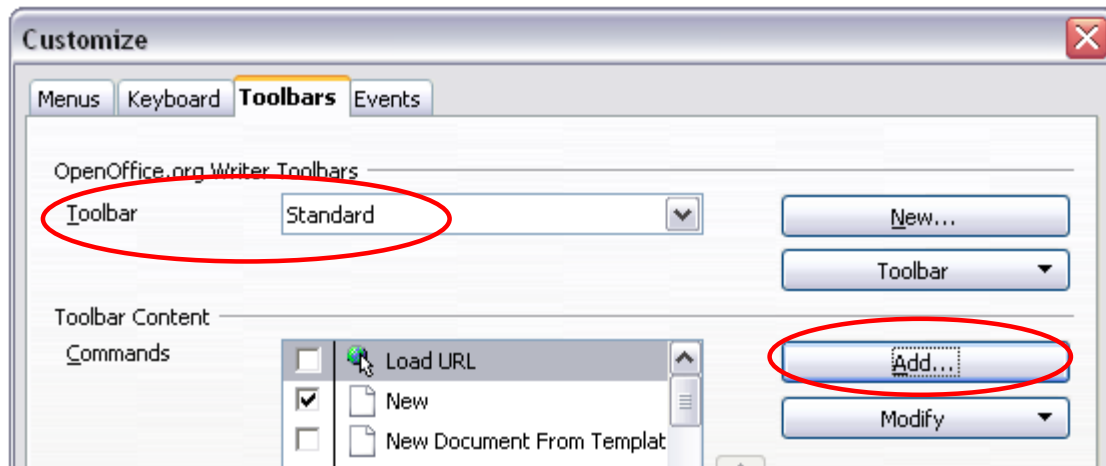 Customize
Menus Keyboard Toolbars Events
OpenOffice.org Writer Toolbars
Toolbar Standard New...
Toolbar
Toolbar Content
Commands Load URL Add...
New Modify
New Document From Templat